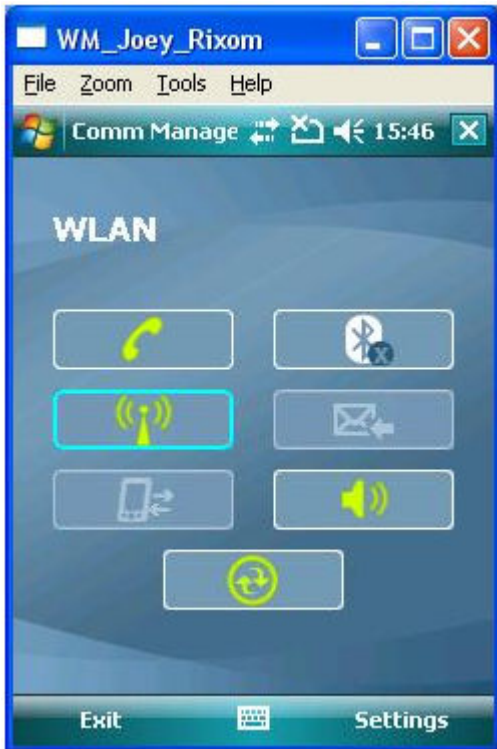 WM_Joey_Rixom
File Zoom Tools Help
Comm Manage 15:46
WLAN
Exit Settings